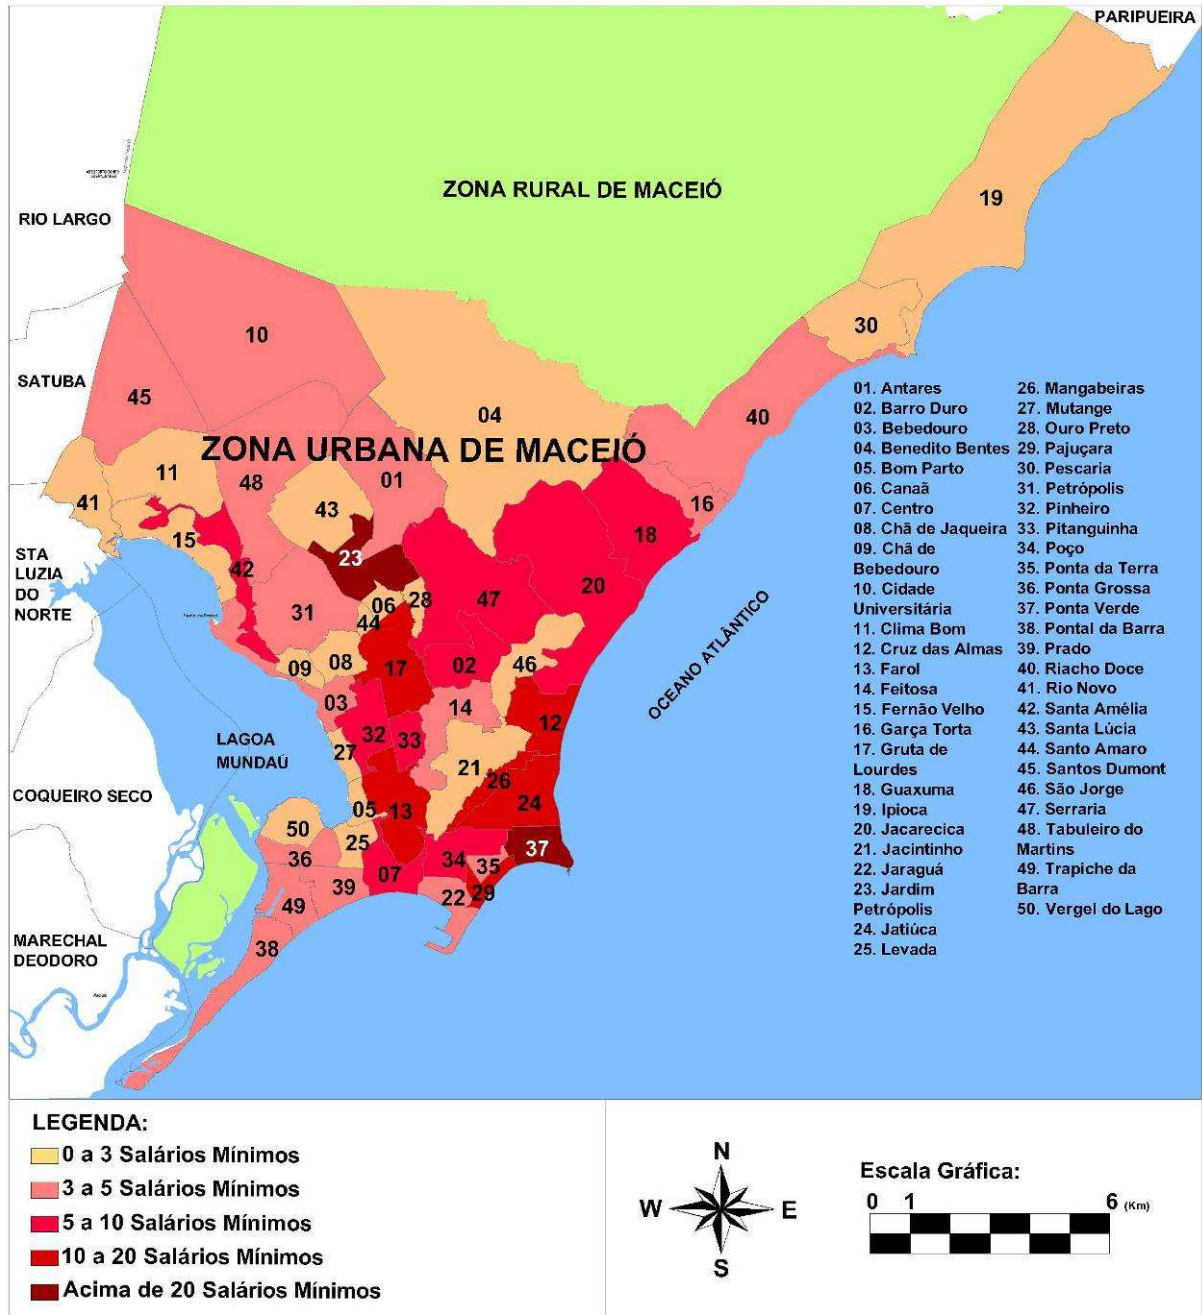 PARIPUEIRA
ZONA RURAL DE MACEIÓ
19
RIO LARGO
30
10
SATUBA
45
40
04
ZONA URBANA DE MACEIÓ
11
48
01
41
43
16
18
15
23
STA
LUZIA
DO
NORTE
42
20
47
31
06
28
44
OCEANO ATLÂNTICO
46
02
08
09
17
03
14
12
32
33
LAGOA
MUNDAÚ
27
21
26
COQUEIRO SECO
24
05
13
50
25
37
34
36
35
07
39
22
29
49
MARECHAL
DEODORO
38
01. Antares
02. Barro Duro
03. Bebedouro
04. Benedito Bentes
05. Bom Parto
06. Canaã
07. Centro
08. Chã de Jaqueira
09. Chã de
Bebedouro
10. Cidade
Universitária
11. Clima Bom
12. Cruz das Almas
13. Farol
14. Feitosa
15. Fernão Velho
16. Garça Torta
17. Gruta de
Lourdes
18. Guaxuma
19. Ipioca
20. Jacarecica
21. Jacintinho
22. Jaraguá
23. Jardim
Petrópolis
24. Jatiúca
25. Levada
26. Mangabeiras
27. Mutange
28. Ouro Preto
29. Pajuçara
30. Pescaria
31. Petrópolis
32. Pinheiro
33. Pitanguinha
34. Poço
35. Ponta da Terra
36. Ponta Grossa
37. Ponta Verde
38. Pontal da Barra
39. Prado
40. Riacho Doce
41. Rio Novo
42. Santa Amélia
43. Santa Lúcia
44. Santo Amaro
45. Santos Dumont
46. São Jorge
47. Serraria
48. Tabuleiro do
Martins
49. Trapiche da
Barra
50. Vergel do Lago
LEGENDA:
0 a 3 Salários Mínimos
3 a 5 Salários Mínimos
5 a 10 Salários Mínimos
10 a 20 Salários Mínimos
Acima de 20 Salários Mínimos
N
W
E
S
Escala Gráfica:
0 1 6 (Km)